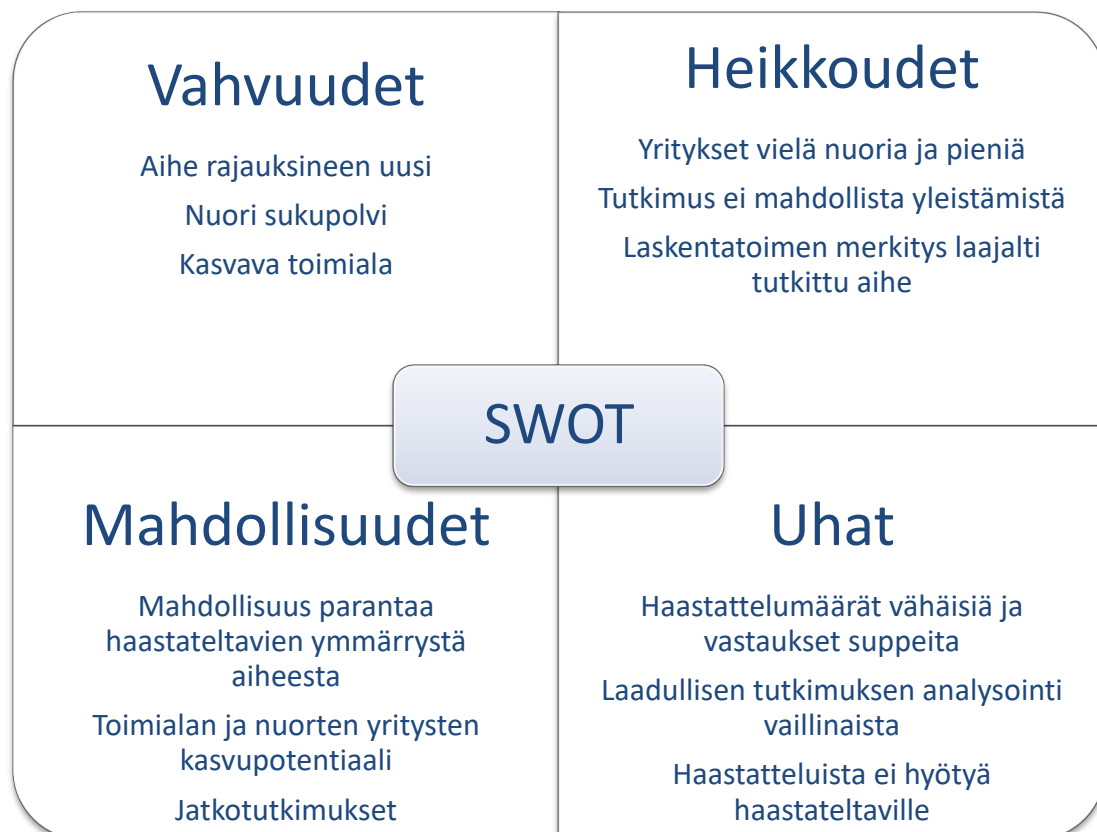 Vahvuudet
Aihe rajauksineen uusi
Nuori sukupolvi
Kasvava toimiala
Heikkoudet
Yritykset vielä nuoria ja pieniä
Tutkimus ei mahdollista yleistämistä
Laskentatoimen merkitys laajalti
tutkittu aihe
SWOT
Mahdollisuudet
Mahdollisuus parantaa
haastateltavien ymmärrystä
aiheesta
Toimialan ja nuorten yritysten
kasvupotentiaali
Jatkotutkimukset
Uhat
Haastattelumäärät vähäisiä ja
vastaukset suppeita
Laadullisen tutkimuksen analysointi
vaillinaista
Haastatteluista ei hyötyä
haastateltaville